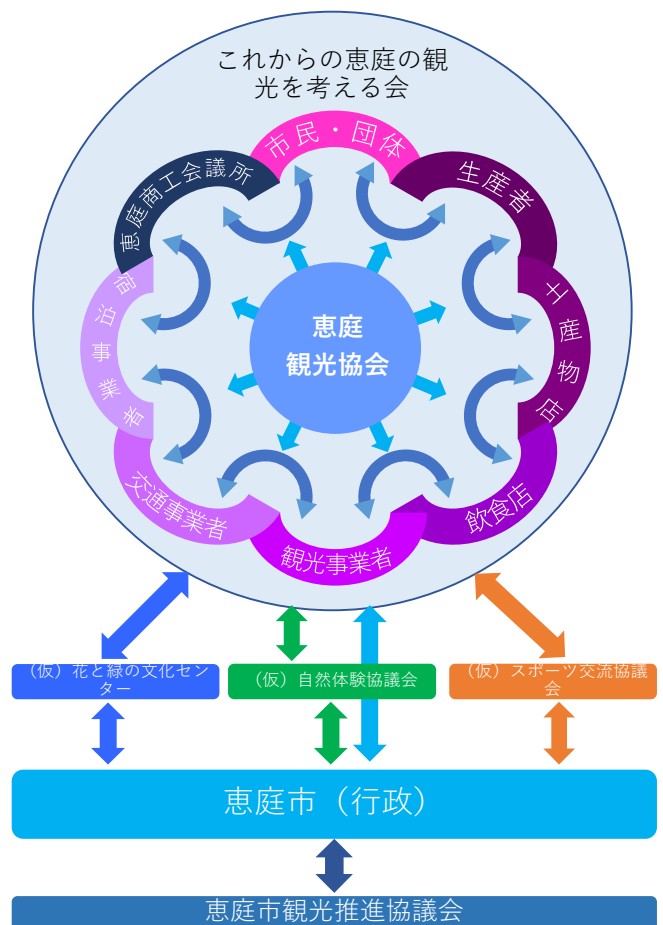 これからの恵庭の観
光を考える会
市民・団体
生産者
土産物店
飲食店
観光事業者
交通事業者
宿泊事業者
恵庭商工会議所
恵庭
観光協会
（仮）花と緑の文化セン
ター
（仮）自然体験協議会
（仮）スポーツ交流協議
会
恵庭市（行政）
恵庭市観光推進協議会